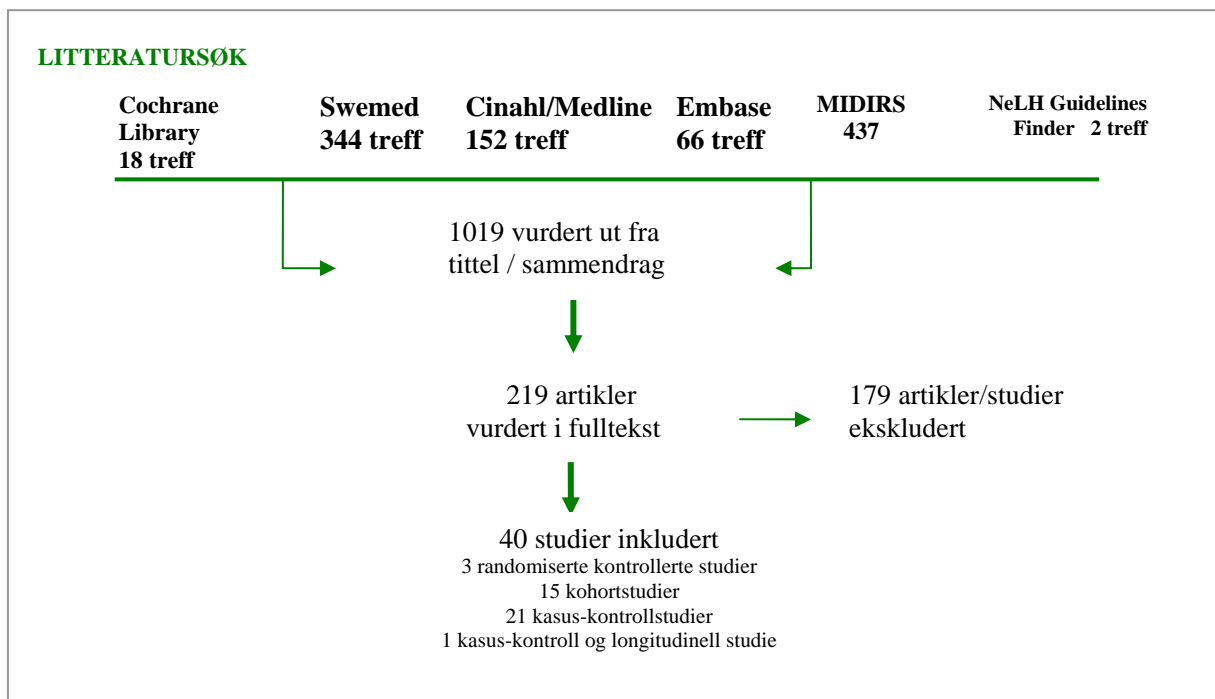 LITTERATURSØK
Cochrane
Library
18 treff
Swemed
344 treff
Cinahl/Medline
152 treff
Embase
66 treff
MIDIRS
437
NeLH Guidelines
Finder 2 treff
1019 vurdert ut fra
tittel / sammendrag
219 artikler
vurdert i fulltekst
179 artikler/studier
ekskludert
40 studier inkludert
3 randomiserte kontrollerte studier
15 kohortstudier
21 kasus-kontrollstudier
1 kasus-kontroll og longitudinell studie